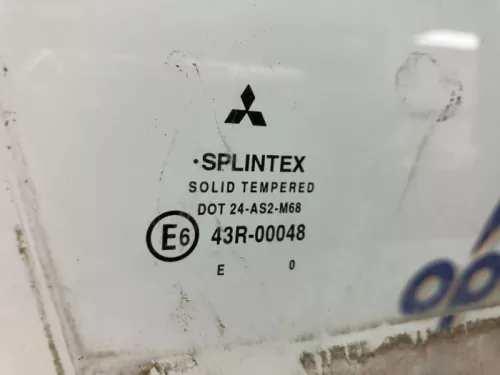 ·SPLINTEX
SOLID TEMPERED
DOT 24-AS2-M68
E6 43R-00048
E 0